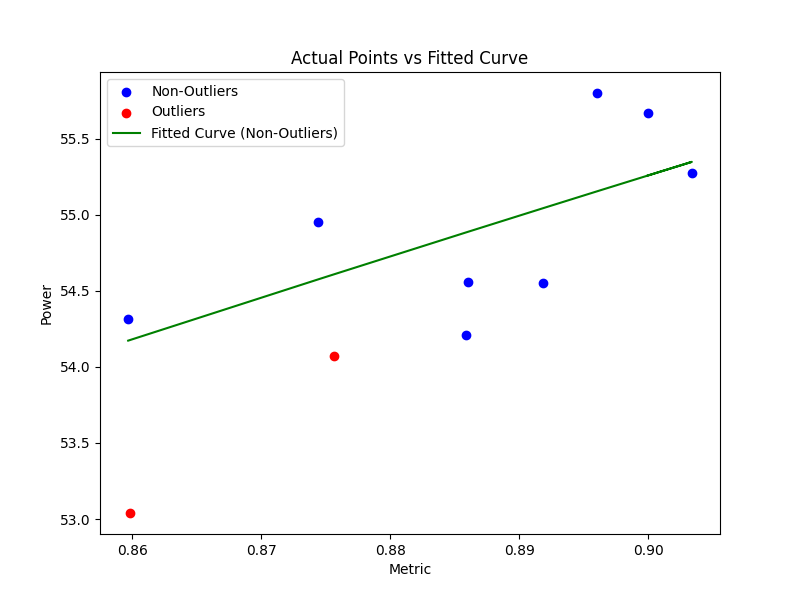 Actual Points vs Fitted Curve
Non-Outliers
Outliers
Fitted Curve (Non-Outliers)
Power
55.5
55.0
54.5
54.0
53.5
53.0
0.86 0.87 0.88 0.89 0.90
Metric